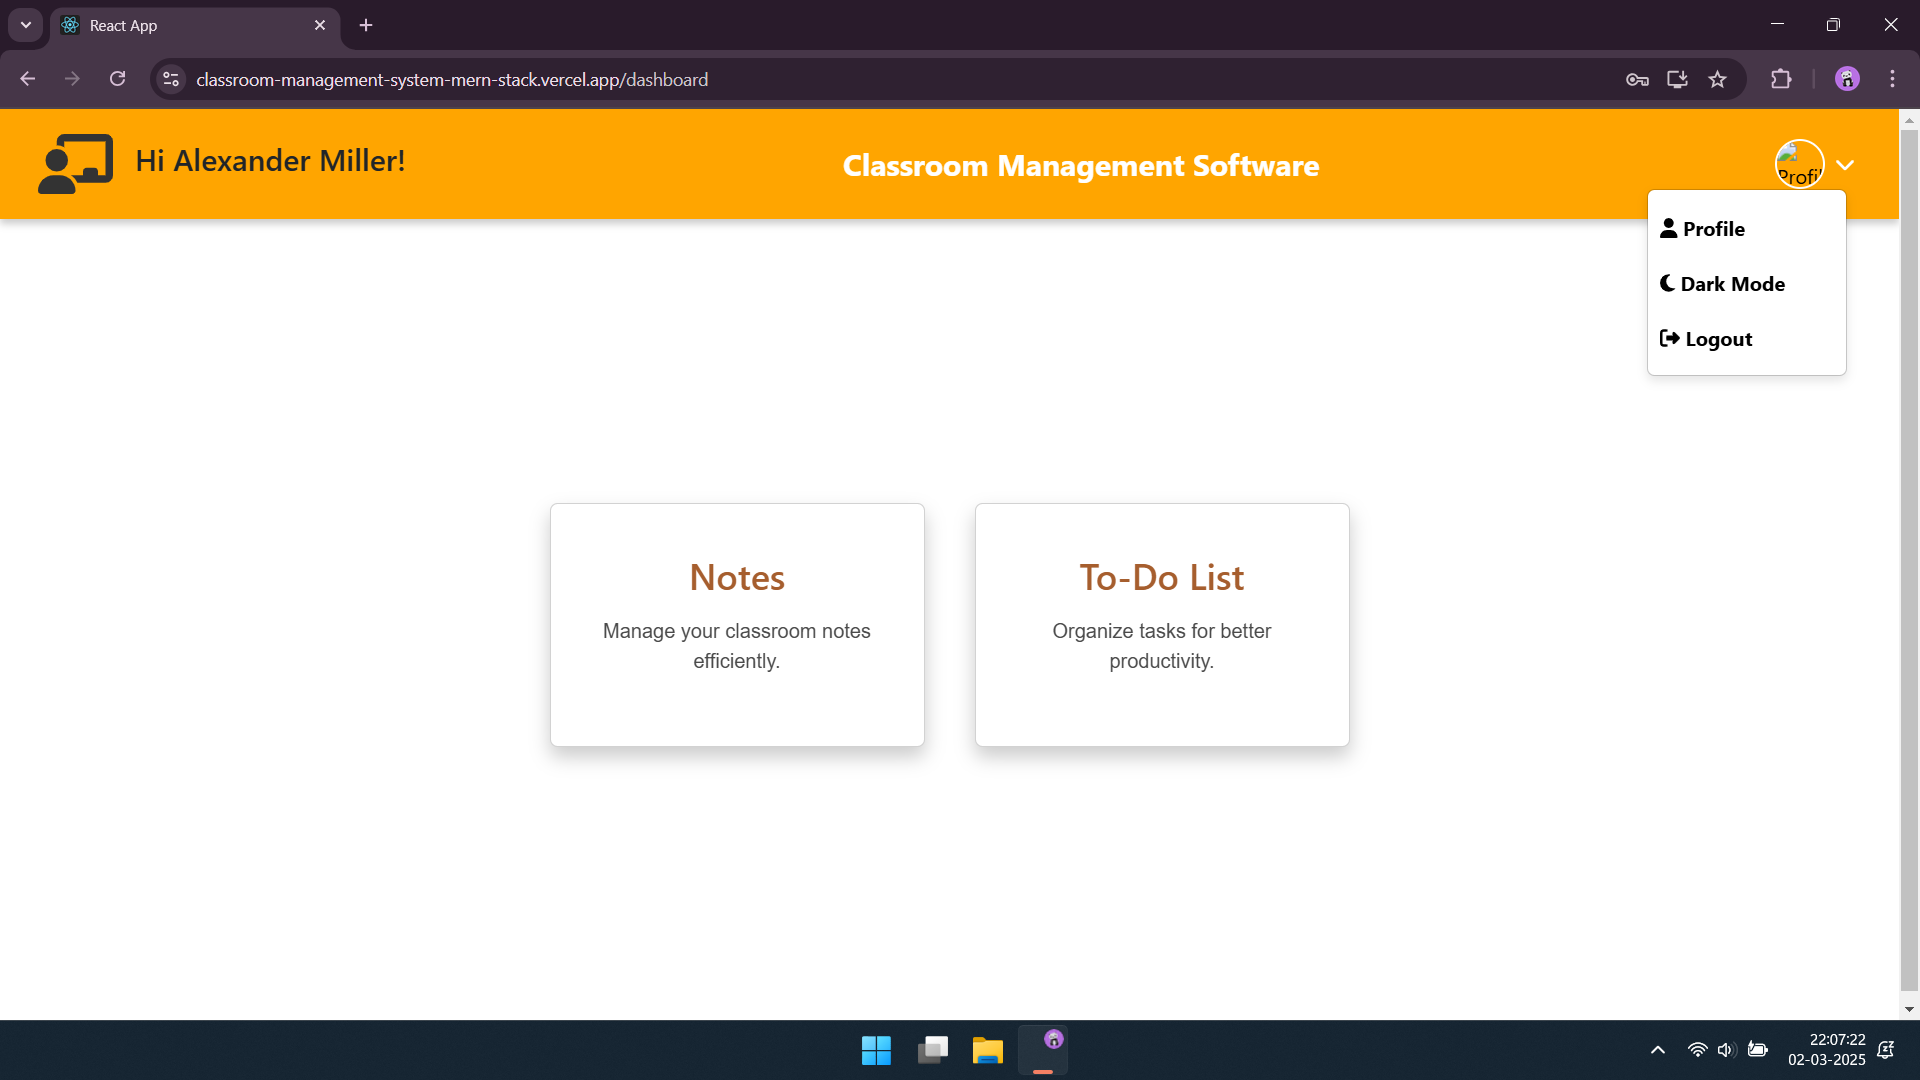 React App
classroom-management-system-mern-stack.vercel.app/dashboard
Hi Alexander Miller!
Classroom Management Software
Profil
Profile
Dark Mode
Logout
Notes
Manage your classroom notes
efficiently.
To-Do List
Organize tasks for better
productivity.
22:07:22
02-03-2025